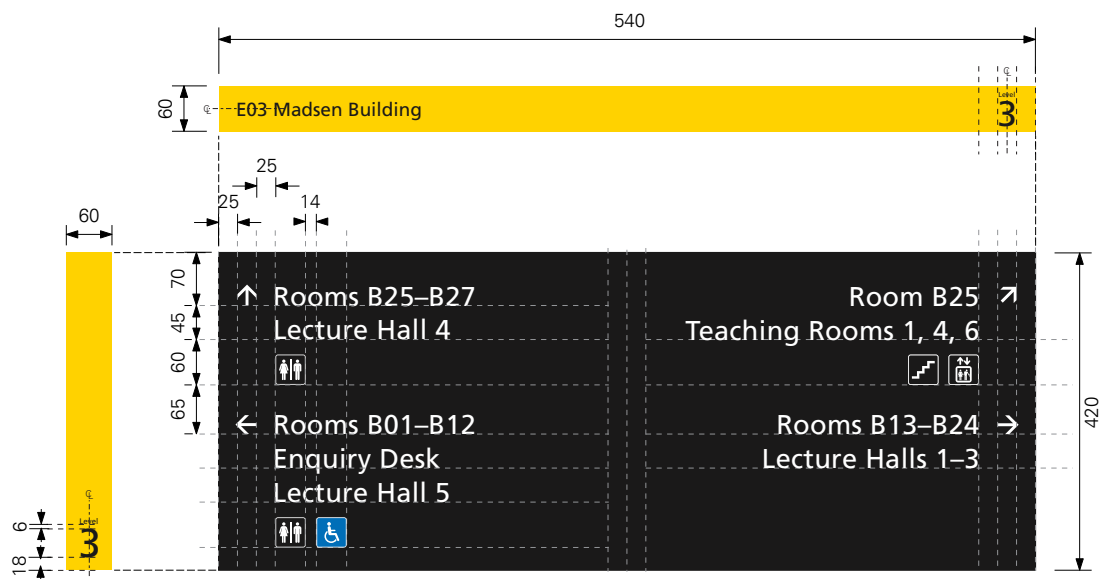 540
60
℄
E03 Madsen Building
℄
Level
3
25
25
14
60
70
45
60
65
420
Rooms B25–B27
Lecture Hall 4
Room B25
Teaching Rooms 1, 4, 6
Rooms B01–B12
Enquiry Desk
Lecture Hall 5
Rooms B13–B24
Lecture Halls 1–3
℄
Level
3
6
18